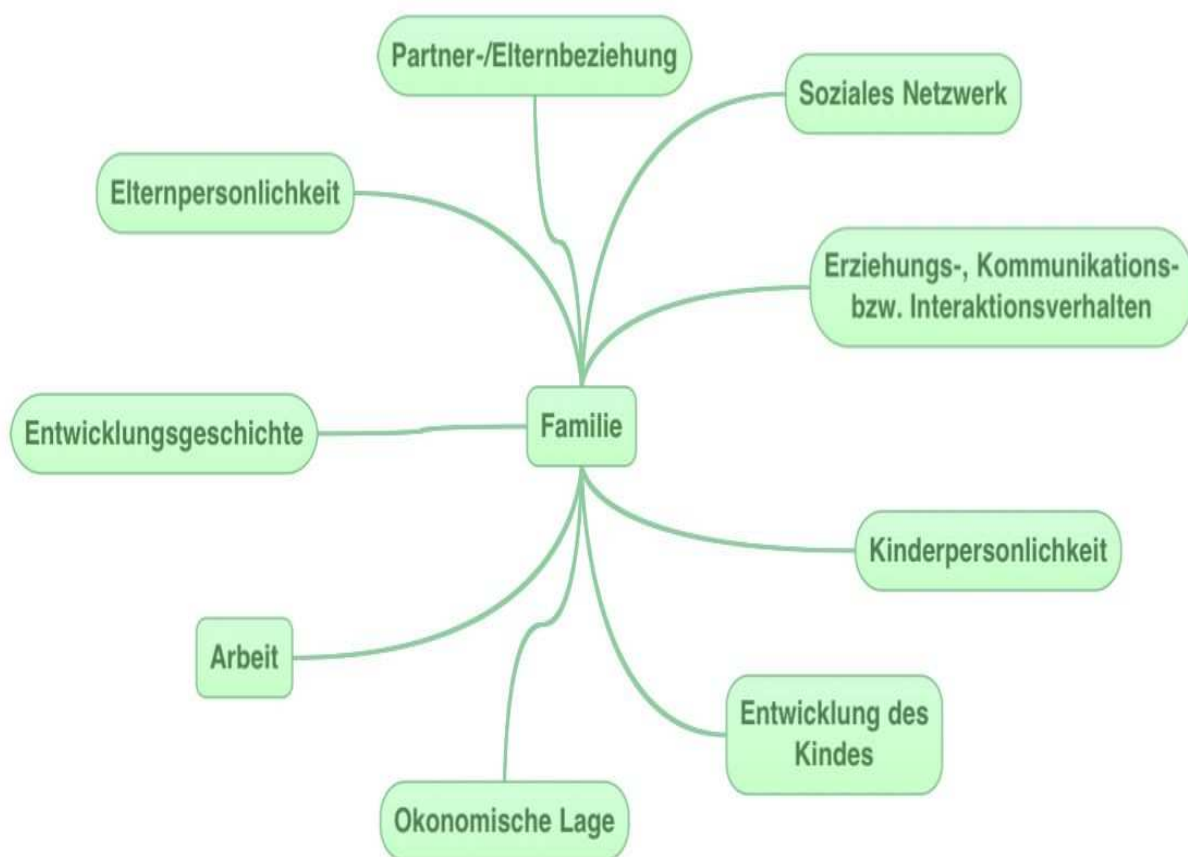 Partner-/Elternbeziehung
Soziales Netzwerk
Elternpersonlichkeit
Erziehungs-, Kommunikations-
bzw. Interaktionsverhalten
Entwicklungsgeschichte
Familie
Kinderpersonlichkeit
Arbeit
Entwicklung des
Kindes
Okonomische Lage